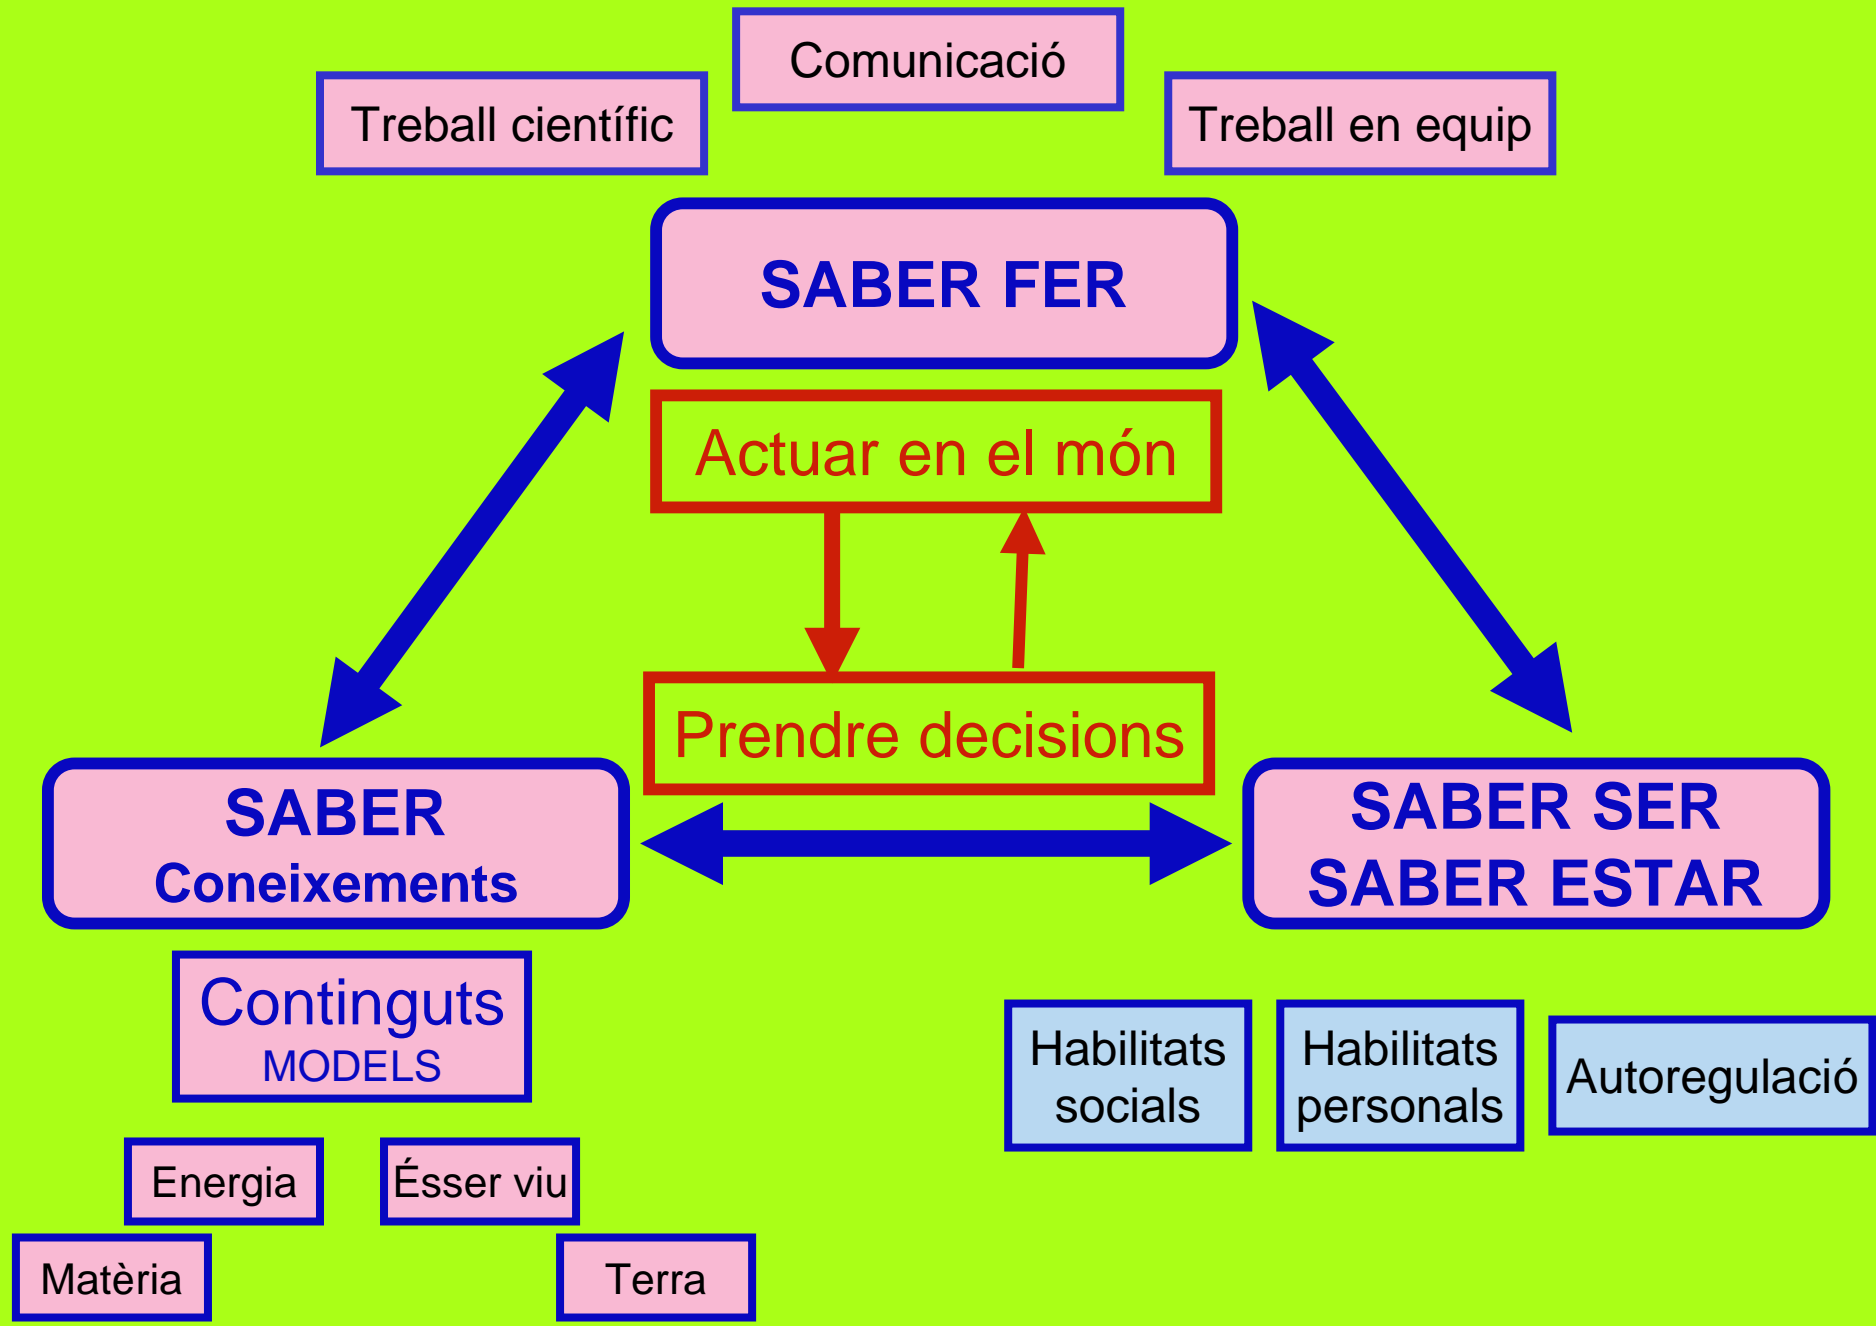 Comunicació
Treball científic
Treball en equip
SABER FER
Actuar en el món
Prendre decisions
SABER
Coneixements
SABER SER
SABER ESTAR
Continguts
MODELS
Habilitats
socials
Habilitats
personals
Autoregulació
Energia
Ésser viu
Matèria
Terra